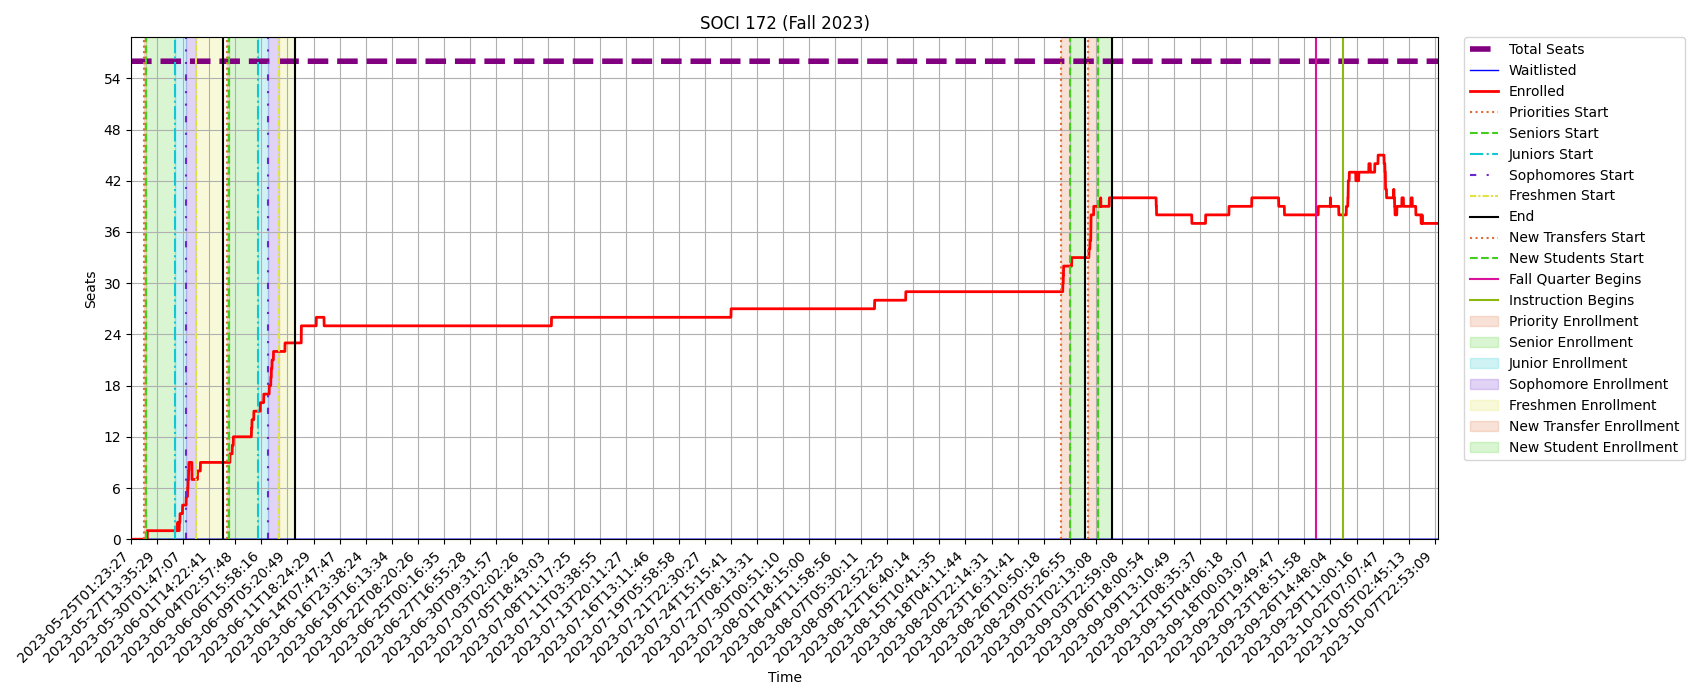 SOCI 172 (Fall 2023)
Seats
54
48
42
36
30
24
18
12
6
0
2023-05-25T01:23:27
2023-05-27T13:35:29
2023-05-30T01:47:07
2023-06-01T14:22:41
2023-06-04T02:57:48
2023-06-06T15:58:16
2023-06-09T05:20:49
2023-06-11T18:24:29
2023-06-14T07:47:47
2023-06-16T23:38:24
2023-06-19T16:13:34
2023-06-22T08:20:26
2023-06-25T00:16:35
2023-06-27T16:55:28
2023-06-30T09:31:57
2023-07-03T02:02:26
2023-07-05T18:43:03
2023-07-08T11:17:25
2023-07-11T03:38:55
2023-07-13T20:11:27
2023-07-16T13:11:46
2023-07-19T05:58:58
2023-07-21T22:30:27
2023-07-24T15:15:41
2023-07-27T08:13:31
2023-07-30T00:51:10
2023-08-01T18:15:00
2023-08-04T11:58:56
2023-08-07T05:30:11
2023-08-09T22:52:25
2023-08-12T16:40:14
2023-08-15T10:41:35
2023-08-18T04:11:44
2023-08-20T22:14:31
2023-08-23T16:31:41
2023-08-26T10:50:18
2023-08-29T05:26:55
2023-09-01T02:13:08
2023-09-03T22:59:08
2023-09-06T18:00:54
2023-09-09T13:10:49
2023-09-12T08:35:37
2023-09-15T04:06:18
2023-09-18T00:03:07
2023-09-20T19:49:47
2023-09-23T18:51:58
2023-09-26T14:48:04
2023-09-29T11:00:16
2023-10-02T07:07:47
2023-10-05T02:45:13
2023-10-07T22:53:09
Time
Total Seats
Waitlisted
Enrolled
Priorities Start
Seniors Start
Juniors Start
Sophomores Start
Freshmen Start
End
New Transfers Start
New Students Start
Fall Quarter Begins
Instruction Begins
Priority Enrollment
Senior Enrollment
Junior Enrollment
Sophomore Enrollment
Freshmen Enrollment
New Transfer Enrollment
New Student Enrollment